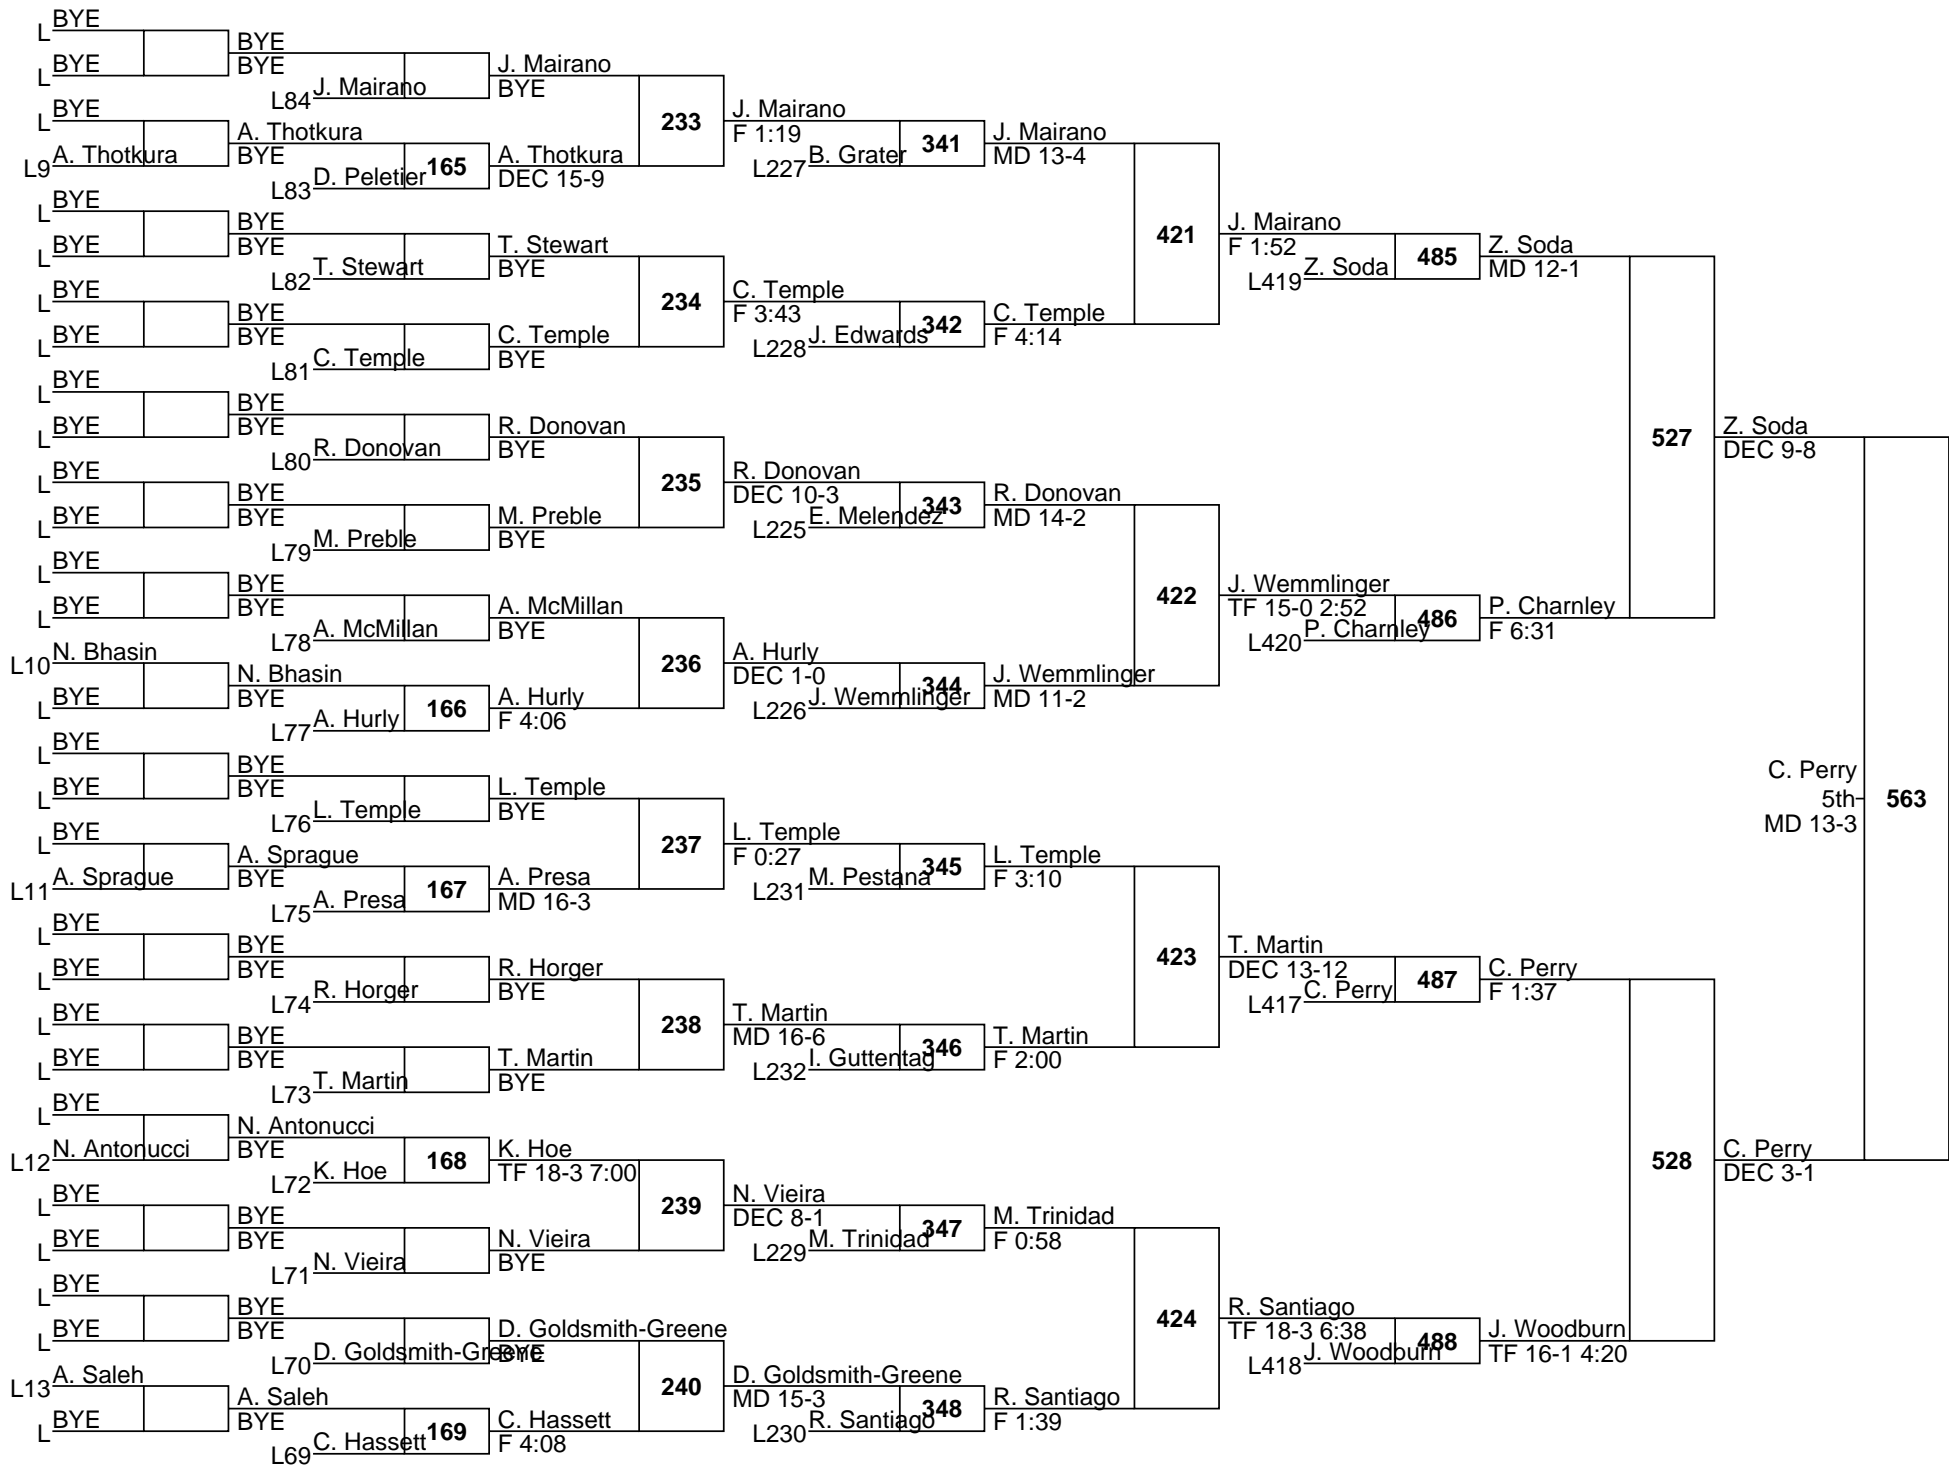 BYE
L
BYE
L
BYE
BYE
L84 J. Mairano
J. Mairano
BYE
BYE
L
A. Thotkura
L9
A. Thotkura
BYE
L83 D. Peletier
165
A. Thotkura
DEC 15-9
233
J. Mairano
F 1:19
L227 B. Grater
341
J. Mairano
MD 13-4
BYE
L
BYE
L
BYE
BYE
L82 T. Stewart
T. Stewart
BYE
BYE
L
BYE
L
BYE
BYE
L81 C. Temple
C. Temple
BYE
234
C. Temple
F 3:43
L228 J. Edwards
342
C. Temple
F 4:14
421
J. Mairano
F 1:52
L419 Z. Soda
485
Z. Soda
MD 12-1
BYE
L
BYE
L
BYE
BYE
L80 R. Donovan
R. Donovan
BYE
BYE
L
BYE
L
BYE
BYE
L79 M. Preble
M. Preble
BYE
235
R. Donovan
DEC 10-3
L225 E. Melendez
343
R. Donovan
MD 14-2
BYE
L
BYE
L
BYE
BYE
L78 A. McMillan
A. McMillan
BYE
L10 N. Bhasin
BYE
L
N. Bhasin
BYE
L77 A. Hurly
166
A. Hurly
F 4:06
236
A. Hurly
DEC 1-0
L226 J. Wemmlinger
344
J. Wemmlinger
MD 11-2
422
J. Wemmlinger
TF 15-0 2:52
L420 P. Charnley
486
P. Charnley
F 6:31
527
Z. Soda
DEC 9-8
BYE
L
BYE
L
BYE
BYE
L76 L. Temple
L. Temple
BYE
BYE
L
A. Sprague
L11
A. Sprague
BYE
L75 A. Presa
167
A. Presa
MD 16-3
237
L. Temple
F 0:27
L231 M. Pestana
345
L. Temple
F 3:10
BYE
L
BYE
L
BYE
BYE
L74 R. Horger
R. Horger
BYE
BYE
L
BYE
L
BYE
BYE
L73 T. Martin
T. Martin
BYE
238
T. Martin
MD 16-6
L232 I. Guttentag
346
T. Martin
F 2:00
423
T. Martin
DEC 13-12
L417 C. Perry
487
C. Perry
F 1:37
BYE
L
N. Antonucci
L12
N. Antonucci
BYE
L72 K. Hoe
168
K. Hoe
TF 18-3 7:00
BYE
L
BYE
L
BYE
BYE
L71 N. Vieira
N. Vieira
BYE
239
N. Vieira
DEC 8-1
L229 M. Trinidad
347
M. Trinidad
F 0:58
BYE
L
BYE
L
BYE
BYE
L70 D. Goldsmith-Greene
D. Goldsmith-Greene
BYE
L13 A. Saleh
BYE
L
A. Saleh
BYE
L69 C. Hassett
169
C. Hassett
F 4:08
240
D. Goldsmith-Greene
MD 15-3
L230 R. Santiago
348
R. Santiago
F 1:39
424
R. Santiago
TF 18-3 6:38
L418 J. Woodburn
488
J. Woodburn
TF 16-1 4:20
528
C. Perry
DEC 3-1
C. Perry
5th
MD 13-3
563